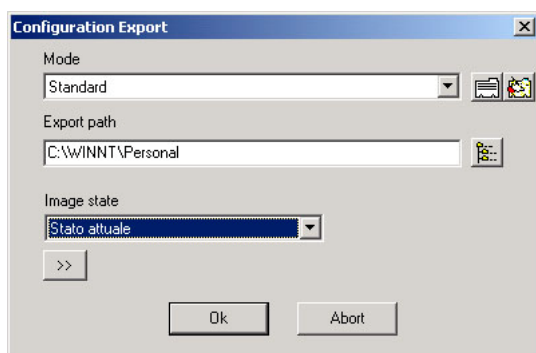 Configuration Export
Mode
Standard
Export path
C:\WINNT\Personal
Image state
Stato attuale
>>
Ok Abort